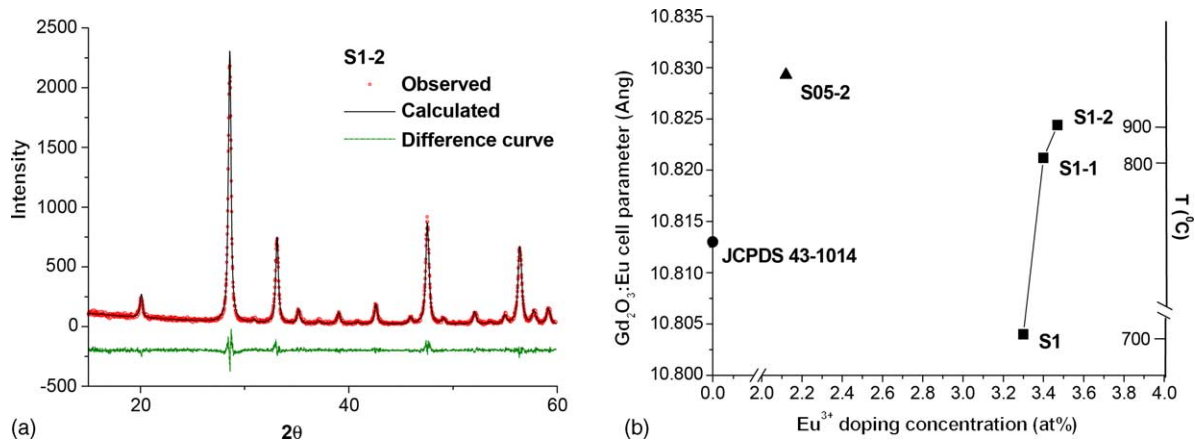 2500
2000
1500
1000
500
0
-500
Intensity
S1-2
Observed
Calculated
Difference curve
20
40
60
2θ
(a)
10.835
10.830
10.825
10.820
10.815
10.810
10.805
10.800
Gd₂O₃:Eu cell parameter (Ang)
S05-2
S1-2
S1-1
JCPDS 43-1014
S1
900
800
700
T (⁰C)
0.0 2.0 2.2 2.4 2.6 2.8 3.0 3.2 3.4 3.6 3.8 4.0
Eu³⁺ doping concentration (at%)
(b)